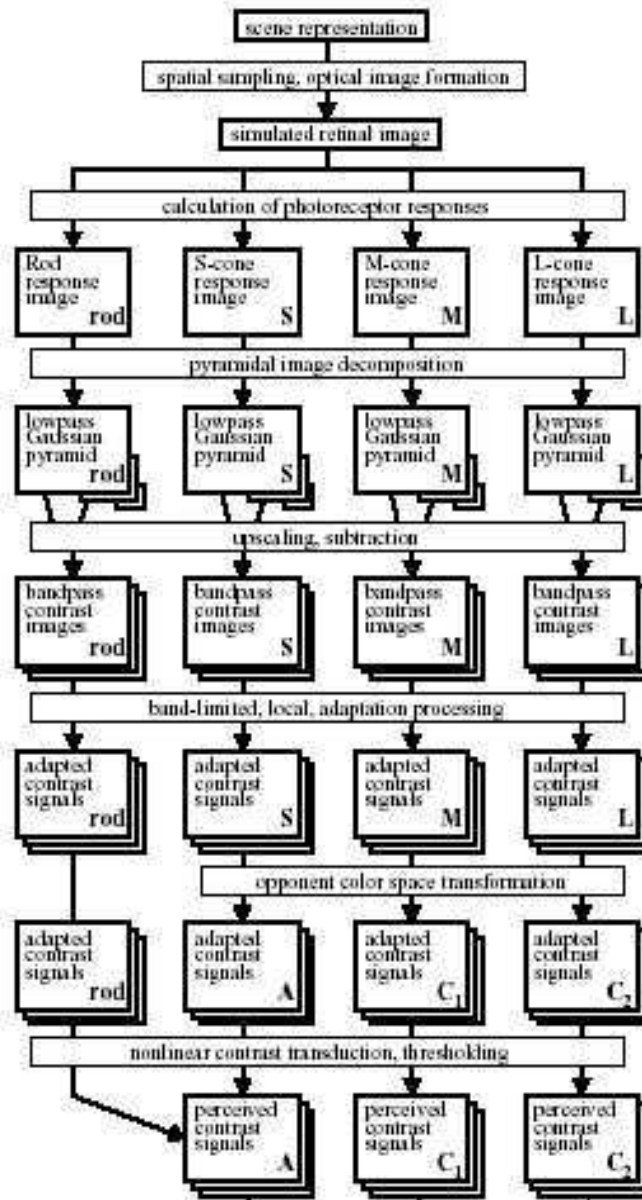 scene representation
spatial sampling, optical image formation
simulated retinal image
calculation of photoreceptor responses
Rod
response
image
rod
S-cone
response
image
S
M-cone
response
image
M
L-cone
response
image
L
pyramidal image decomposition
lowpass
Gaussian
pyramid
rod
lowpass
Gaussian
pyramid
S
lowpass
Gaussian
pyramid
M
lowpass
Gaussian
pyramid
L
upscaling, subtraction
bandpass
contrast
images
rod
bandpass
contrast
images
S
bandpass
contrast
images
M
bandpass
contrast
images
L
band-limited, local, adaptation processing
adapted
contrast
signals
rod
adapted
contrast
signals
S
adapted
contrast
signals
M
adapted
contrast
signals
L
opponent color space transformation
adapted
contrast
signals
rod
adapted
contrast
signals
A
adapted
contrast
signals
C₁
adapted
contrast
signals
C₂
nonlinear contrast transduction, thresholding
perceived
contrast
signals
A
perceived
contrast
signals
C₁
perceived
contrast
signals
C₂